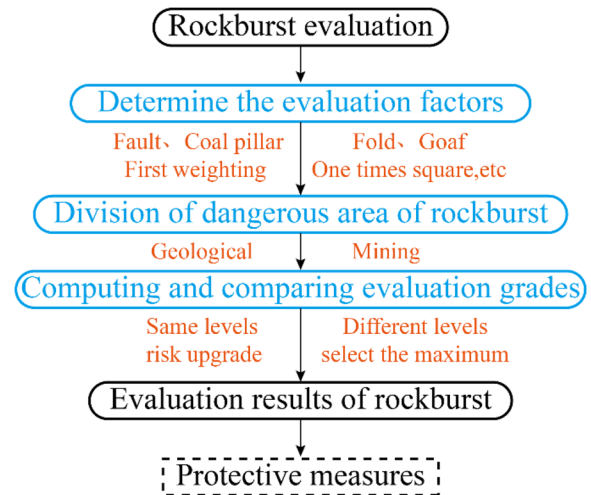 Rockburst evaluation
Determine the evaluation factors
Fault、Coal pillar
First weighting
Fold、Goaf
One times square,etc
Division of dangerous area of rockburst
Geological
Mining
Computing and comparing evaluation grades
Same levels
risk upgrade
Different levels
select the maximum
Evaluation results of rockburst
Protective measures